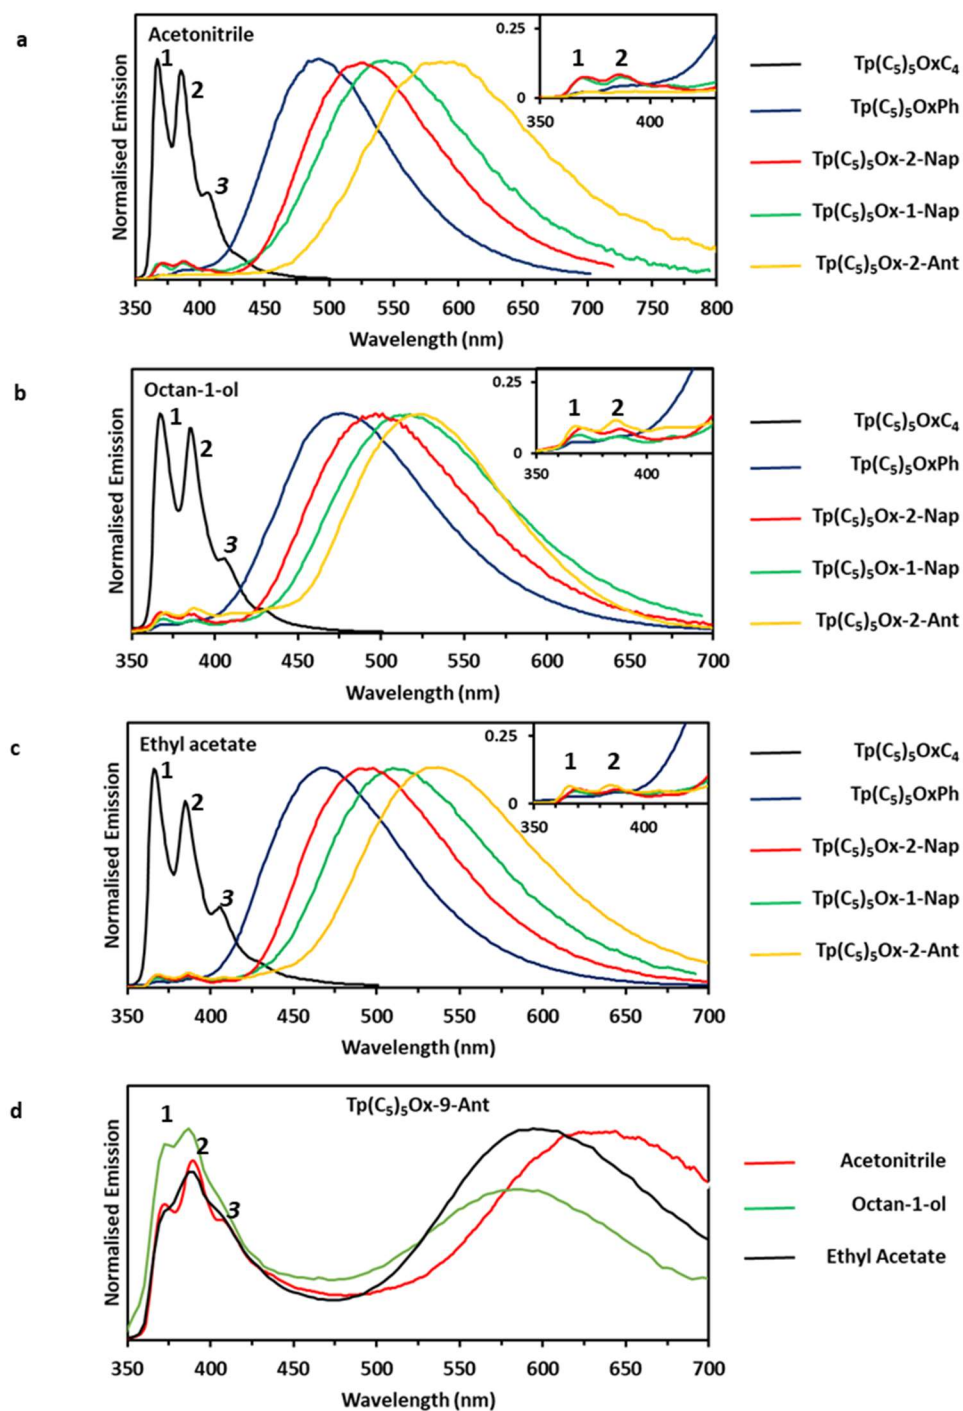 a
Acetonitrile
1
2
3
0.25
1
2
0
350
400
Normalised Emission
350 400 450 500 550 600 650 700 750 800
Wavelength (nm)
Tp(C₅)₅OxC₄
Tp(C₅)₅OxPh
Tp(C₅)₅Ox-2-Nap
Tp(C₅)₅Ox-1-Nap
Tp(C₅)₅Ox-2-Ant
b
Octan-1-ol
1
2
3
0.25
1
2
0
350
400
Normalised Emission
350 400 450 500 550 600 650 700
Wavelength (nm)
Tp(C₅)₅OxC₄
Tp(C₅)₅OxPh
Tp(C₅)₅Ox-2-Nap
Tp(C₅)₅Ox-1-Nap
Tp(C₅)₅Ox-2-Ant
c
Ethyl acetate
1
2
3
0.25
1
2
0
350
400
Normalised Emission
350 400 450 500 550 600 650 700
Wavelength (nm)
Tp(C₅)₅OxC₄
Tp(C₅)₅OxPh
Tp(C₅)₅Ox-2-Nap
Tp(C₅)₅Ox-1-Nap
Tp(C₅)₅Ox-2-Ant
d
Tp(C₅)₅Ox-9-Ant
1
2
3
Normalised Emission
350 400 450 500 550 600 650 700
Wavelength (nm)
Acetonitrile
Octan-1-ol
Ethyl Acetate